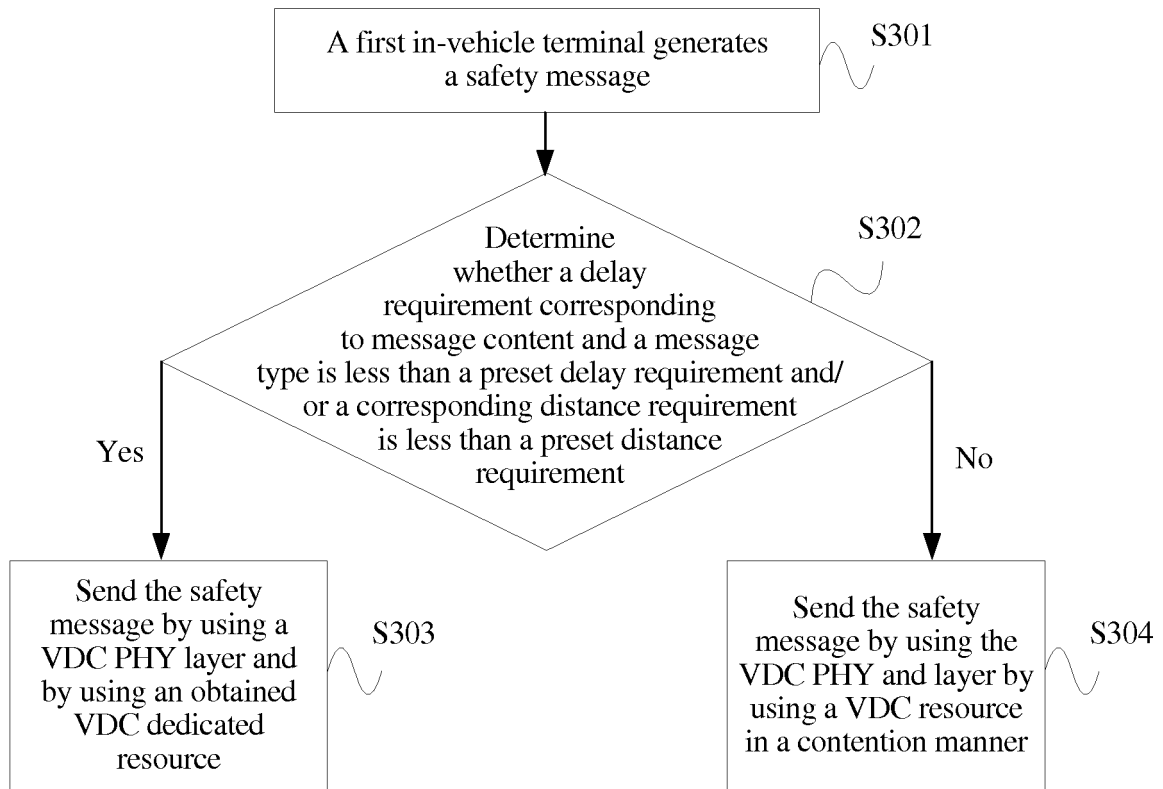 A first in-vehicle terminal generates
a safety message
S301
Determine
whether a delay
requirement corresponding
to message content and a message
type is less than a preset delay requirement and/
or a corresponding distance requirement
is less than a preset distance
requirement
S302
Yes
No
Send the safety
message by using a
VDC PHY layer and
by using an obtained
VDC dedicated
resource
S303
Send the safety
message by using the
VDC PHY and layer by
using a VDC resource
in a contention manner
S304